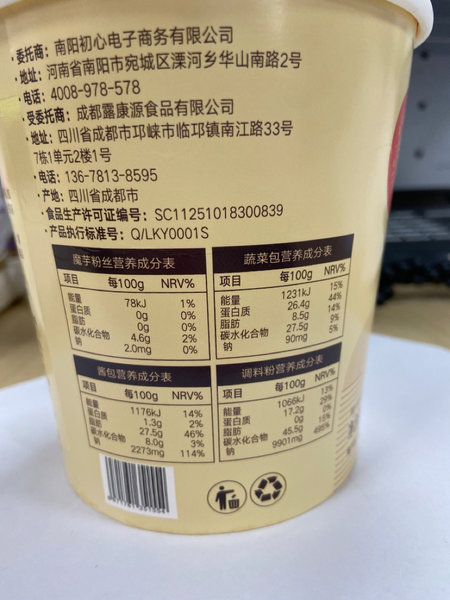 ·委托商：南阳初心电子商务有限公司
·地址：河南省南阳市宛城区溧河乡华山南路2号
·电话：4008-978-578
·受委托商：成都露康源食品有限公司
·地址：四川省成都市邛崃市临邛镇南江路33号
7栋1单元2楼1号
·电话：136-7813-8595
·产地：四川省成都市
·食品生产许可证编号：SC11251018300839
·产品执行标准号：Q/LKY0001S
魔芋粉丝营养成分表
项目 每100g NRV%
能量 78kJ 1%
蛋白质 0g 0%
脂肪 0g 0%
碳水化合物 4.6g 2%
钠 2.0mg 0%
蔬菜包营养成分表
项目 每100g NRV%
能量 1231kJ 15%
蛋白质 26.4g 44%
脂肪 8.5g 14%
碳水化合物 27.5g 9%
钠 90mg 5%
酱包营养成分表
项目 每100g NRV%
能量 1176kJ 14%
蛋白质 1.3g 2%
脂肪 27.5g 46%
碳水化合物 8.0g 3%
钠 2273mg 114%
调料粉营养成分表
项目 每100g NRV%
能量 1066kJ 13%
蛋白质 17.2g 29%
脂肪 0g 0%
碳水化合物 45.5g 15%
钠 9901mg 495%